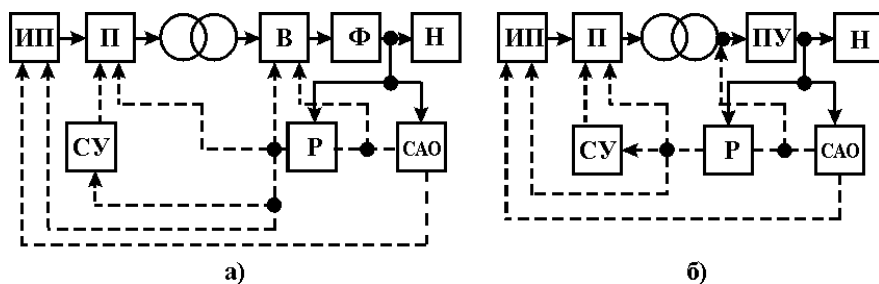 ИП П В Ф Н
СУ Р САО
а)
ИП П ПУ Н
СУ Р САО
б)